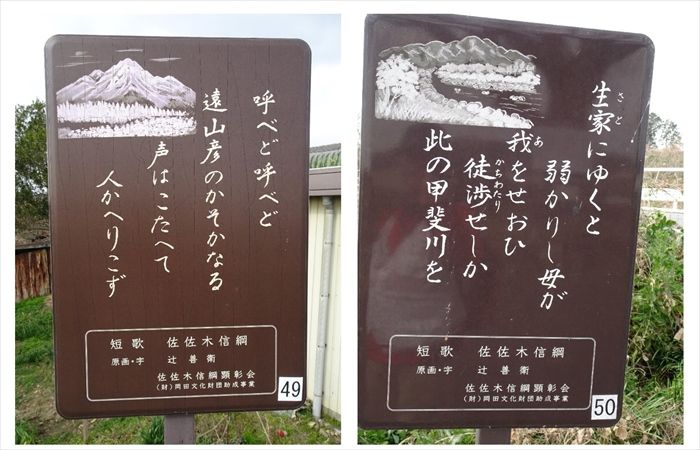 呼べど呼べど
遠山彦のかそかなる
声はこたへて
人かへりこず
短歌 佐佐木信綱
原画・字 辻善衛
佐佐木信綱顕彰会
(財)岡田文化財団助成事業
49
生家にゆくと
さと
弱かりし母が
我をせおひ
あ
徒渉せしか
かちわたり
此の甲斐川を
短歌 佐佐木信綱
原画・字 辻善衛
佐佐木信綱顕彰会
(財)岡田文化財団助成事業
50